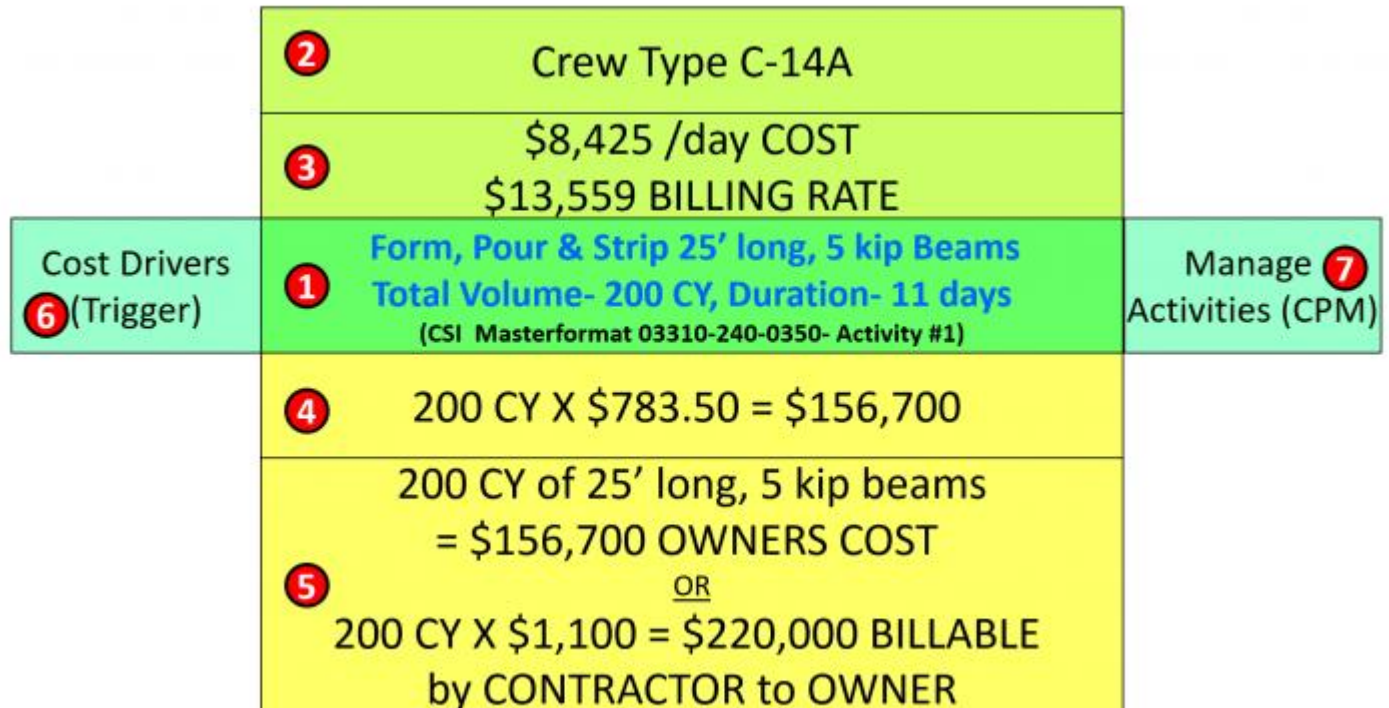 2
Crew Type C-14A
3
$8,425 /day COST
$13,559 BILLING RATE
Cost Drivers
6 (Trigger)
1
Form, Pour & Strip 25’ long, 5 kip Beams
Total Volume- 200 CY, Duration- 11 days
(CSI Masterformat 03310-240-0350- Activity #1)
Manage 7
Activities (CPM)
4
200 CY X $783.50 = $156,700
5
200 CY of 25’ long, 5 kip beams
= $156,700 OWNERS COST
OR
200 CY X $1,100 = $220,000 BILLABLE
by CONTRACTOR to OWNER